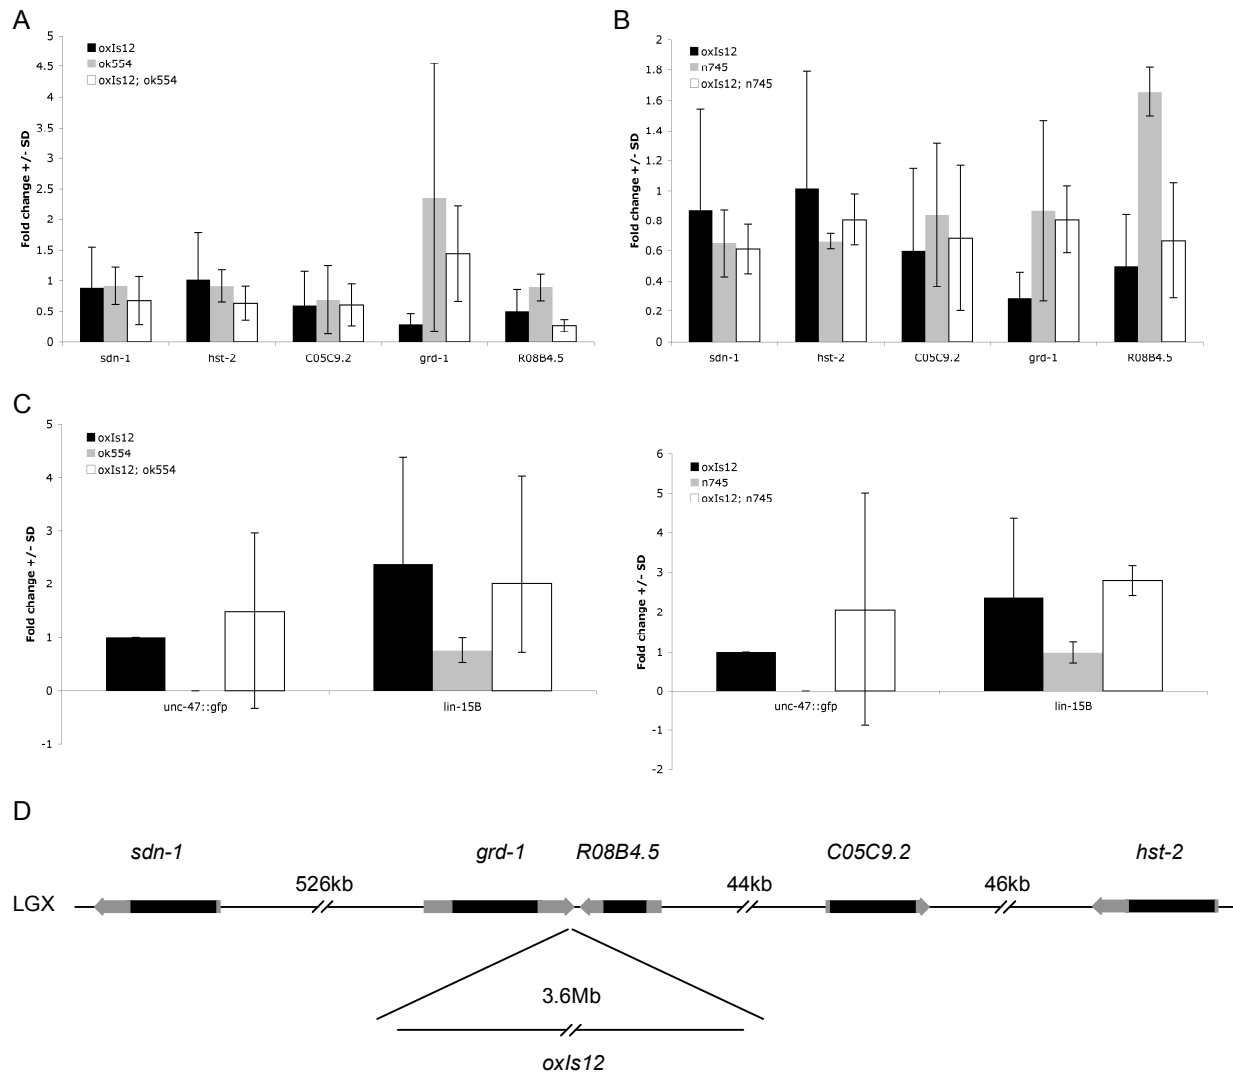 A
Fold change +/- SD
5
4.5
4
3.5
3
2.5
2
1.5
1
0.5
0
oxIs12
ok554
oxIs12; ok554
sdn-1 hst-2 C05C9.2 grd-1 R08B4.5
B
Fold change +/- SD
2
1.8
1.6
1.4
1.2
1
0.8
0.6
0.4
0.2
0
oxIs12
n745
oxIs12; n745
sdn-1 hst-2 C05C9.2 grd-1 R08B4.5
C
Fold change +/- SD
5
4
3
2
1
0
-1
oxIs12
ok554
oxIs12; ok554
unc-47::gfp lin-15B
Fold change +/- SD
6
5
4
3
2
1
0
-1
-2
oxIs12
n745
oxIs12; n745
unc-47::gfp lin-15B
D
sdn-1 grd-1 R08B4.5 C05C9.2 hst-2
526kb 44kb 46kb
LGX
3.6Mb
oxIs12